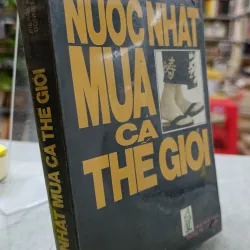 NƯỚC NHẬT
MUA
CẢ
THẾ GIỚI
NHẬT MUA CẢ THẾ GIỚI